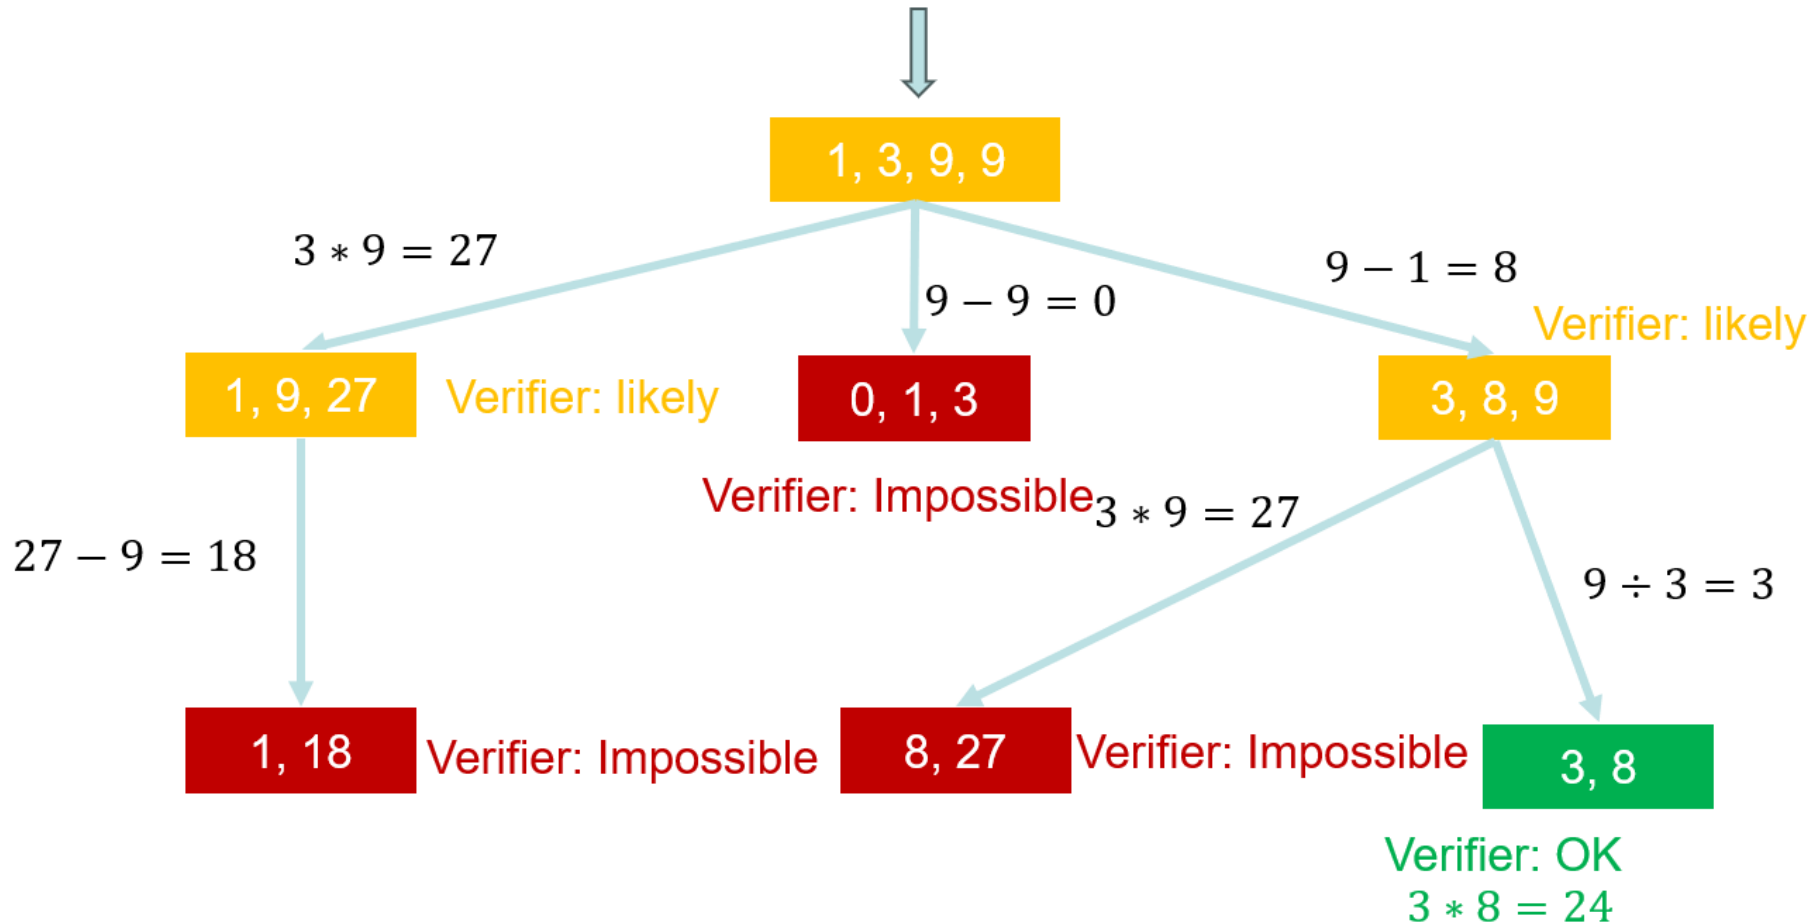 1, 3, 9, 9
3 ∗ 9 = 27
9 − 9 = 0
9 − 1 = 8
Verifier: likely
1, 9, 27
Verifier: likely
0, 1, 3
3, 8, 9
Verifier: Impossible
3 ∗ 9 = 27
27 − 9 = 18
9 ÷ 3 = 3
1, 18
Verifier: Impossible
8, 27
Verifier: Impossible
3, 8
Verifier: OK
3 ∗ 8 = 24